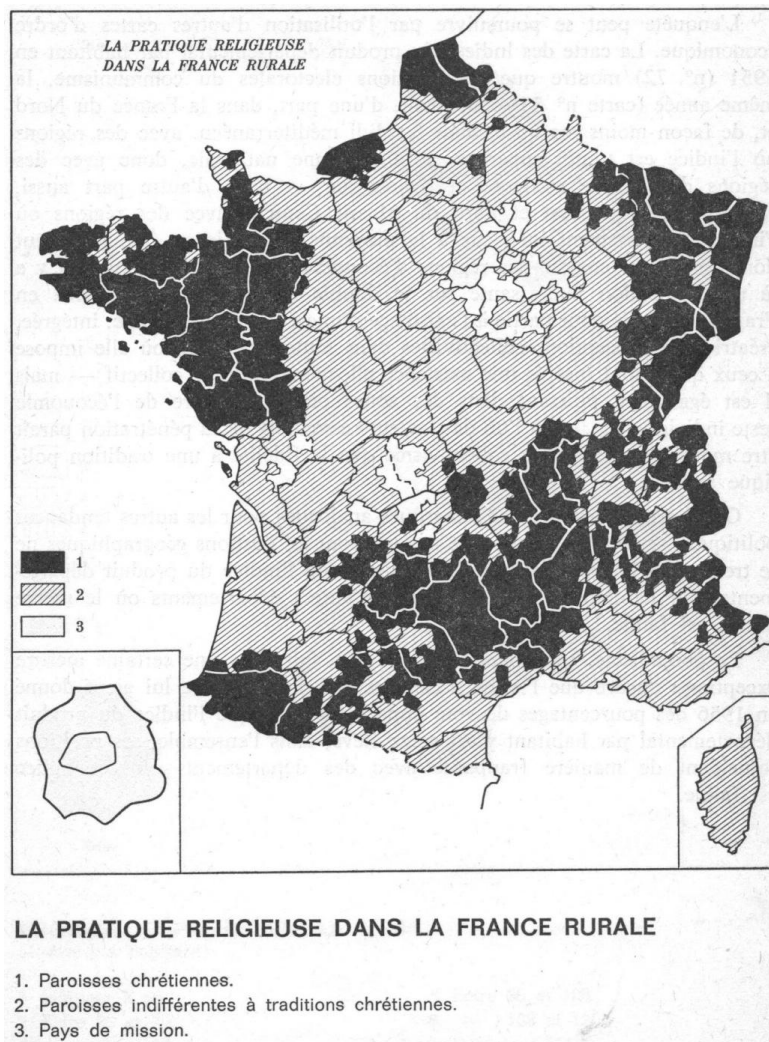 LA PRATIQUE RELIGIEUSE
DANS LA FRANCE RURALE
1
2
3
LA PRATIQUE RELIGIEUSE DANS LA FRANCE RURALE
1. Paroisses chrétiennes.
2. Paroisses indifférentes à traditions chrétiennes.
3. Pays de mission.